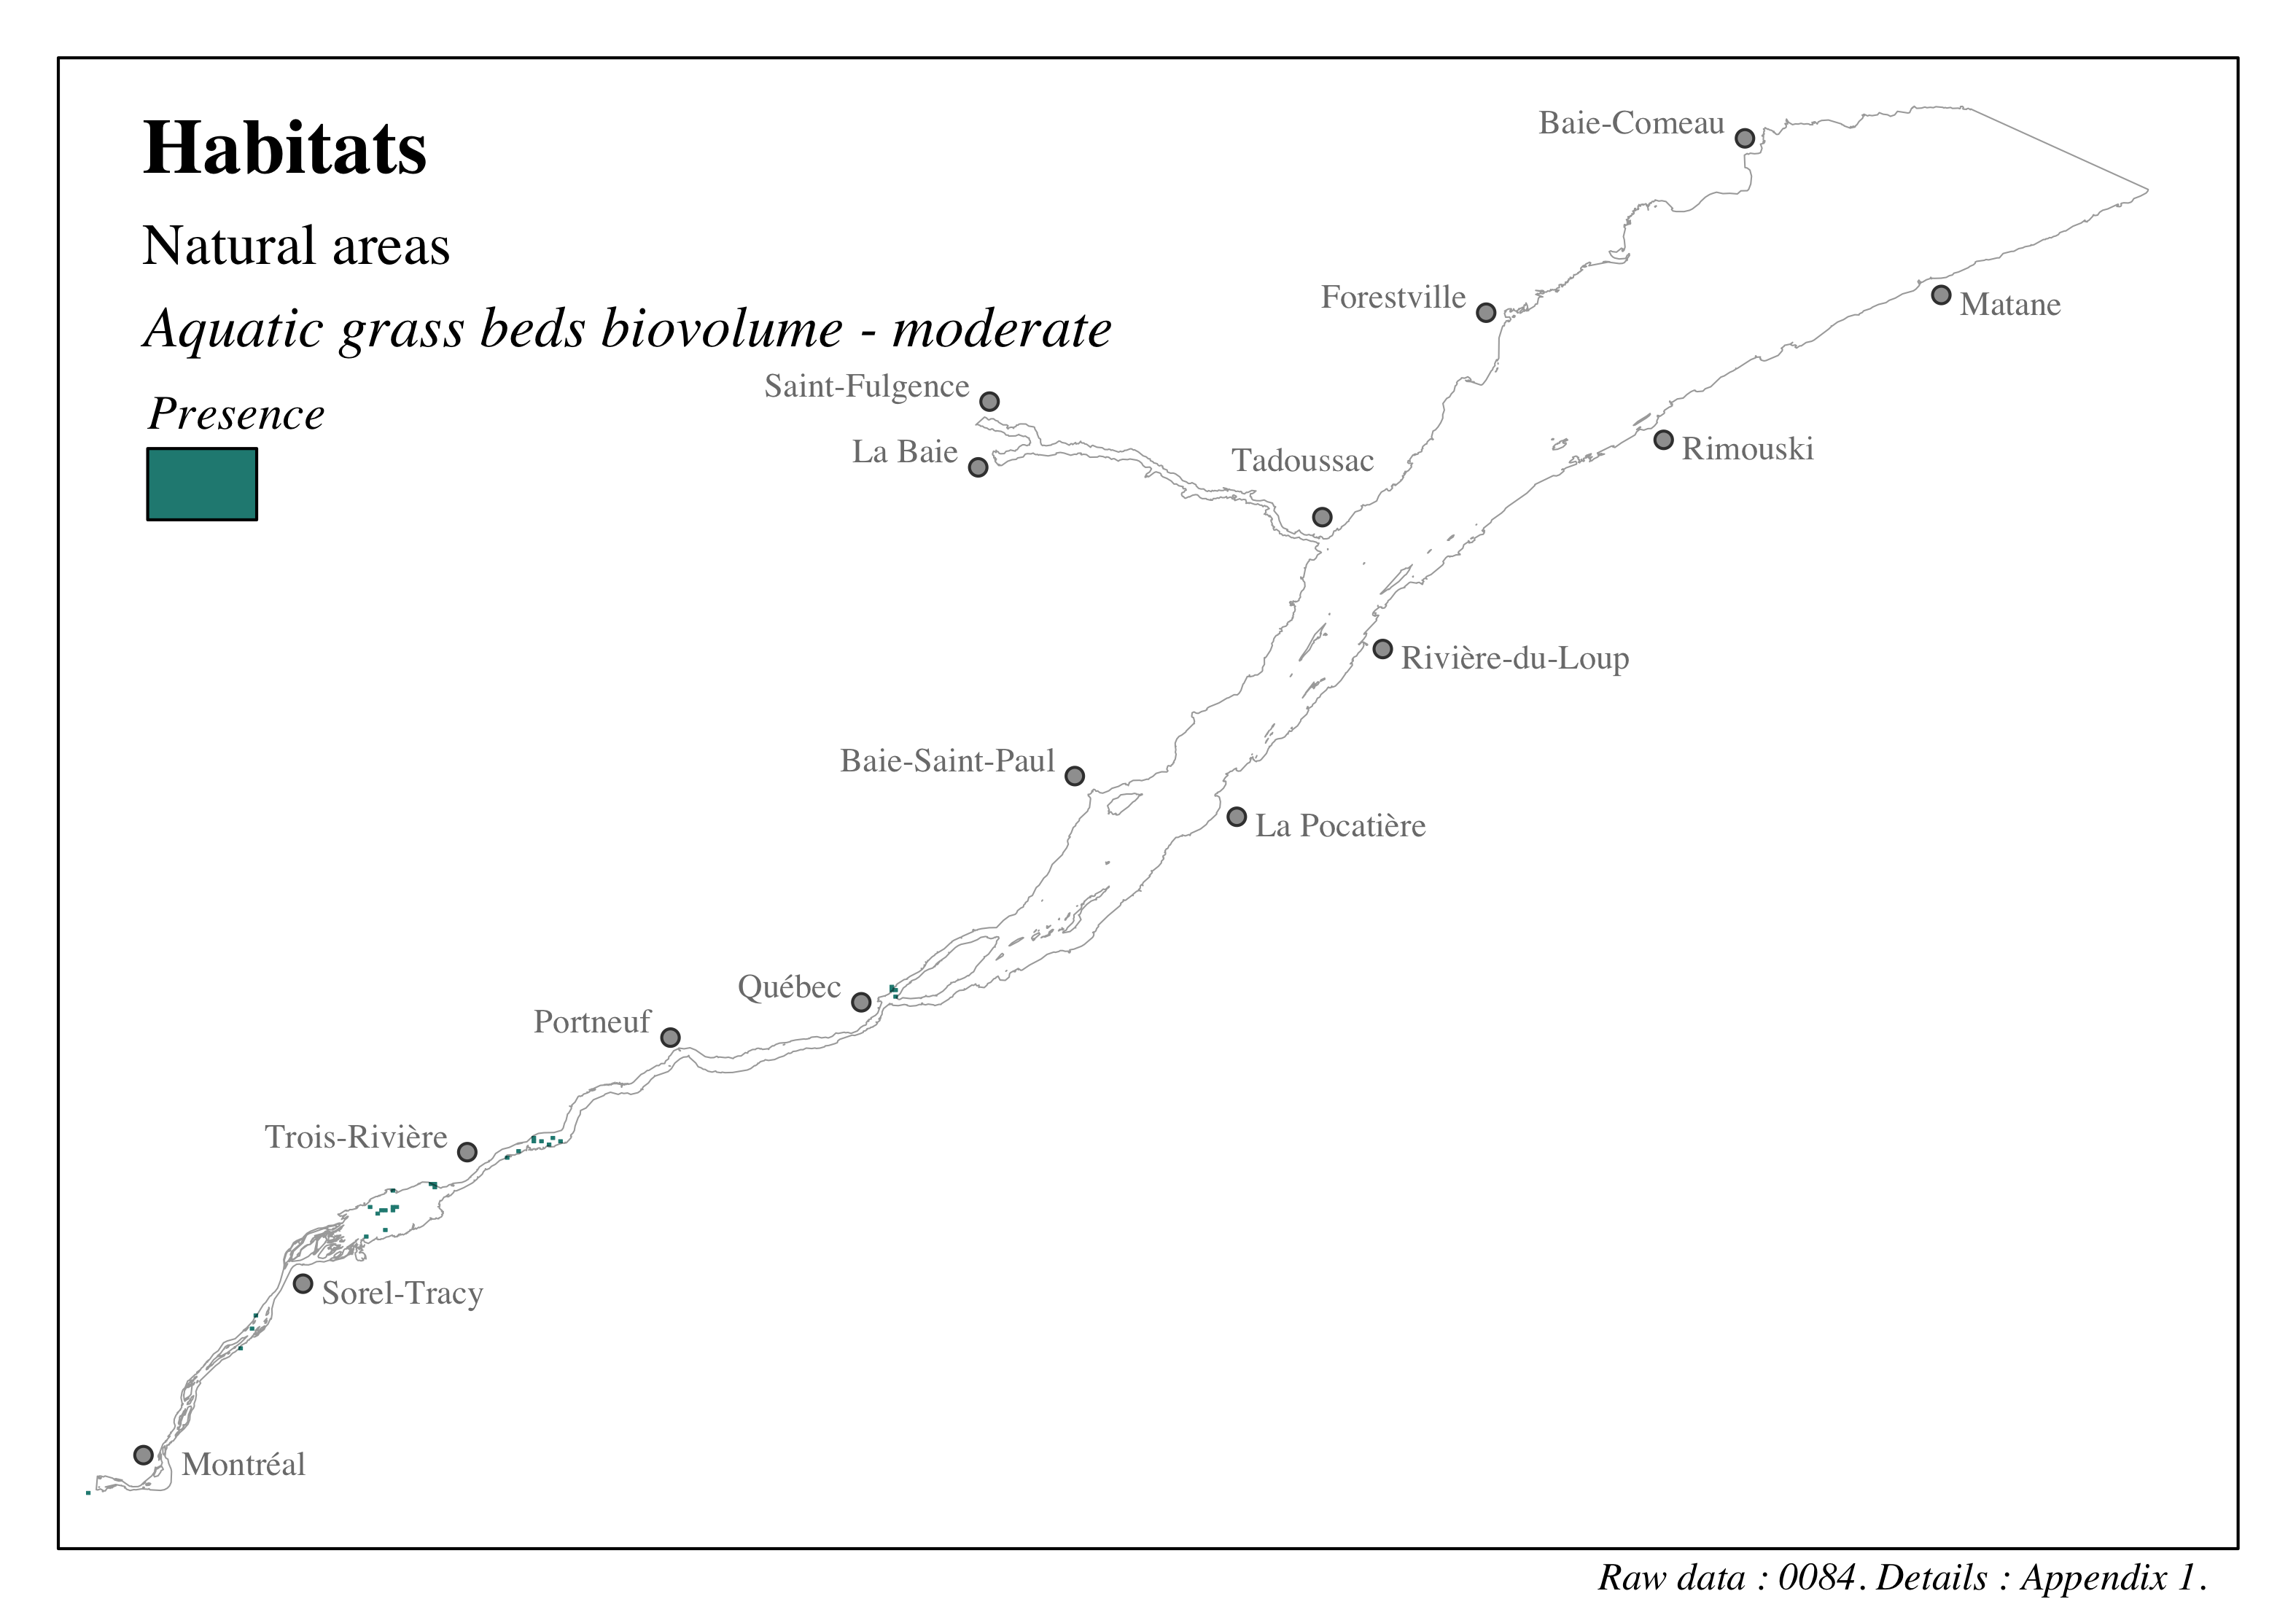 Habitats
Natural areas
Aquatic grass beds biovolume - moderate
Presence
Baie-Comeau
Forestville
Matane
Saint-Fulgence
La Baie
Tadoussac
Rimouski
Rivière-du-Loup
Baie-Saint-Paul
La Pocatière
Québec
Portneuf
Trois-Rivière
Sorel-Tracy
Montréal
Raw data : 0084. Details : Appendix 1.